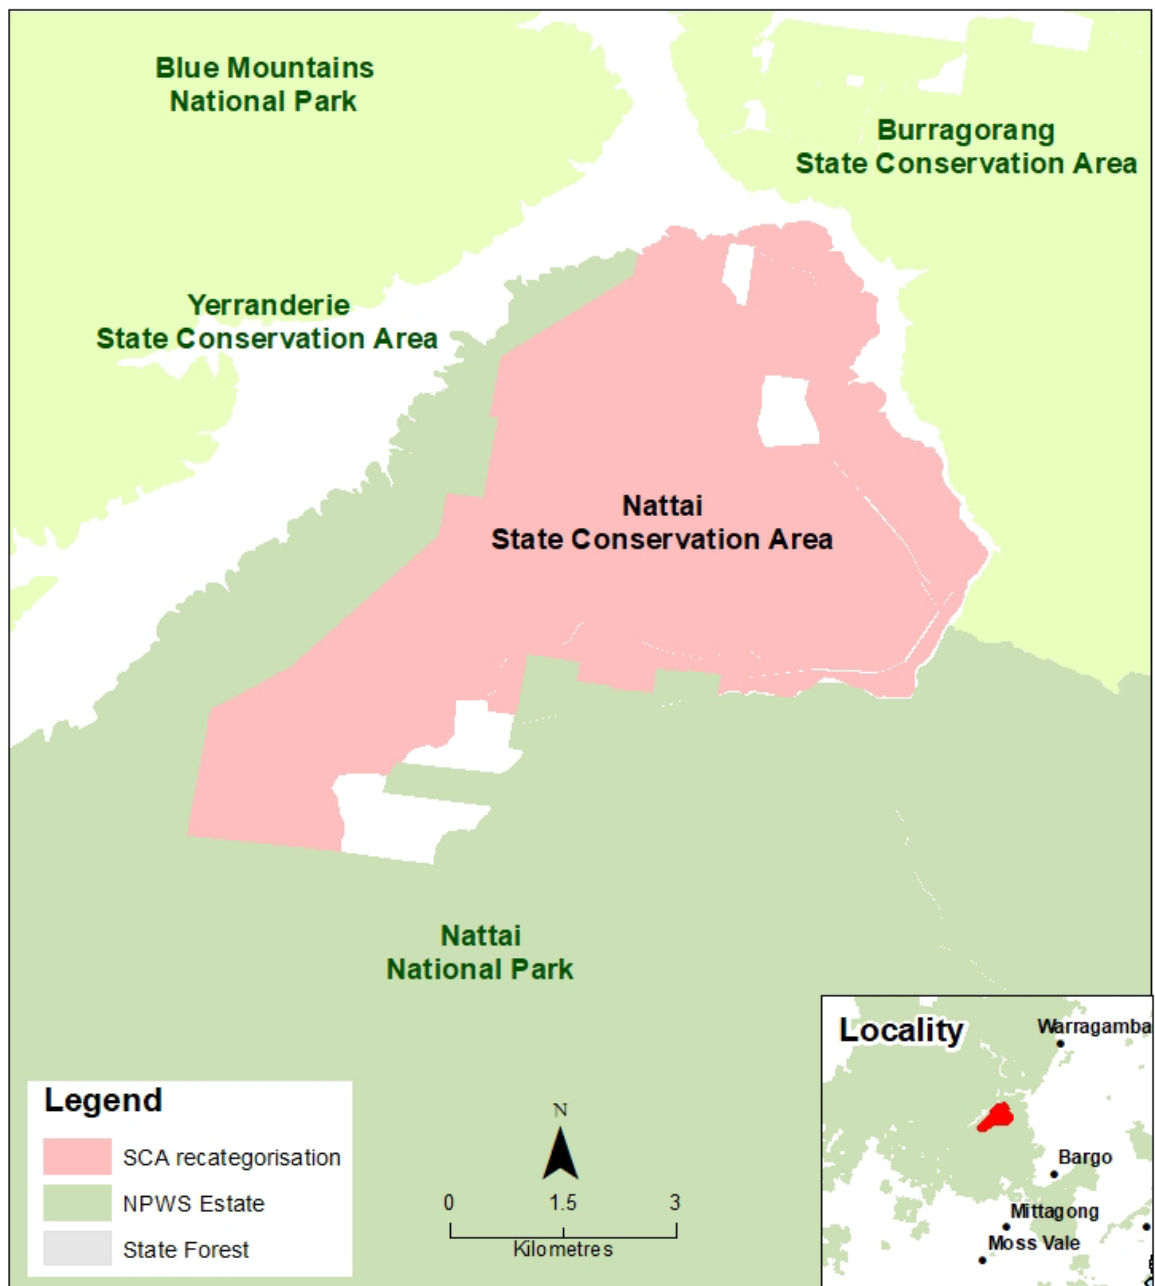 Blue Mountains
National Park
Burragorang
State Conservation Area
Yerranderie
State Conservation Area
Nattai
State Conservation Area
Nattai
National Park
Legend
SCA recategorisation
NPWS Estate
State Forest
N
0 1.5 3
Kilometres
Locality
Warragamba
Bargo
Mittagong
Moss Vale